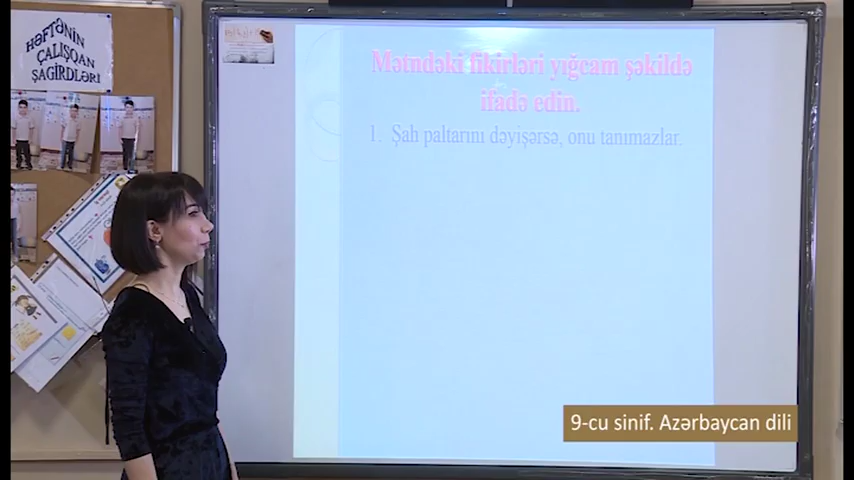 HƏFTƏNİN
ÇALIŞQAN
ŞAGİRDLƏRİ
Mətndəki fikirləri yığcam şəkildə
ifadə edin.
1. Şah paltarını dəyişərsə, onu tanımazlar.
9-cu sinif. Azərbaycan dili